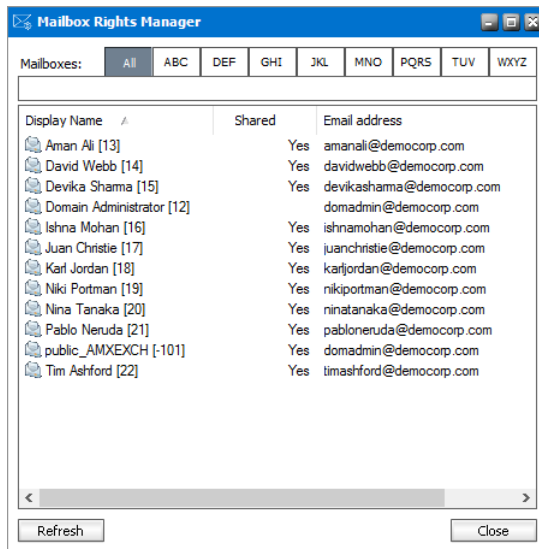 Mailbox Rights Manager
Mailboxes: All ABC DEF GHI JKL MNO PQRS TUV WXYZ
Display Name Shared Email address
Aman Ali [13] Yes amanali@democorp.com
David Webb [14] Yes davidwebb@democorp.com
Devika Sharma [15] Yes devikasharma@democorp.com
Domain Administrator [12] domadmin@democorp.com
Ishna Mohan [16] Yes ishnamohan@democorp.com
Juan Christie [17] Yes juanchristie@democorp.com
Karl Jordan [18] Yes karljordan@democorp.com
Niki Portman [19] Yes nikiportman@democorp.com
Nina Tanaka [20] Yes ninatanaka@democorp.com
Pablo Neruda [21] Yes pabloneruda@democorp.com
public_AMXEXCH [-101] Yes domadmin@democorp.com
Tim Ashford [22] Yes timashford@democorp.com
Refresh Close